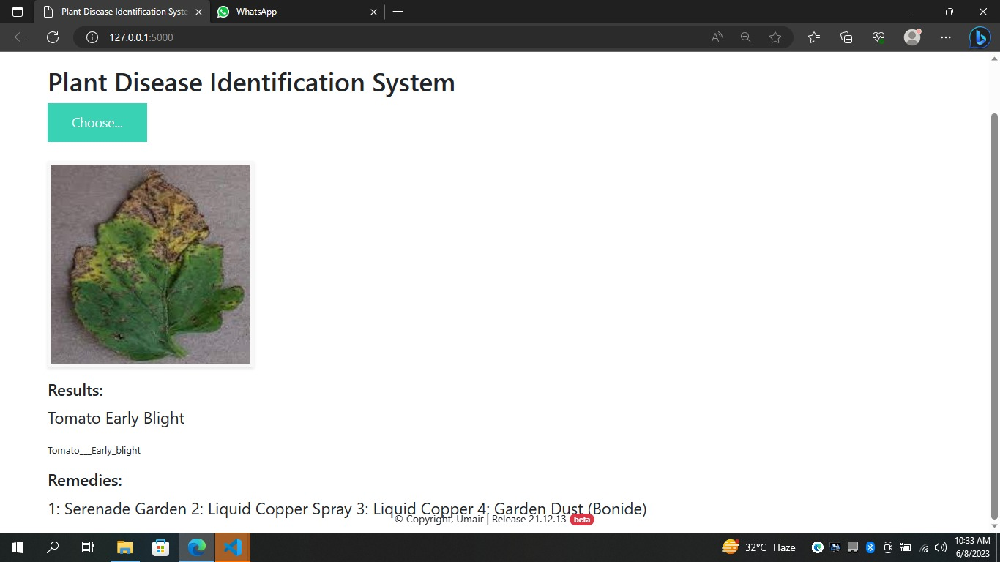 Plant Disease Identification Syste
WhatsApp
127.0.0.1:5000
Plant Disease Identification System
Choose...
Results:
Tomato Early Blight
Tomato___Early_blight
Remedies:
1: Serenade Garden 2: Liquid Copper Spray 3: Liquid Copper 4: Garden Dust (Bonide)
© Copyright, Umair | Release 21.12.13 beta
32°C Haze
10:33 AM
6/8/2023